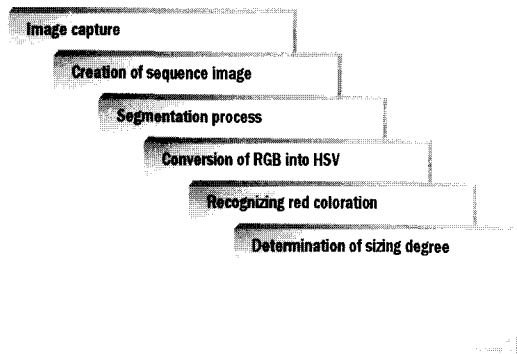 Image capture
Creation of sequence image
Segmentation process
Conversion of RGB into HSV
Recognizing red coloration
Determination of sizing degree